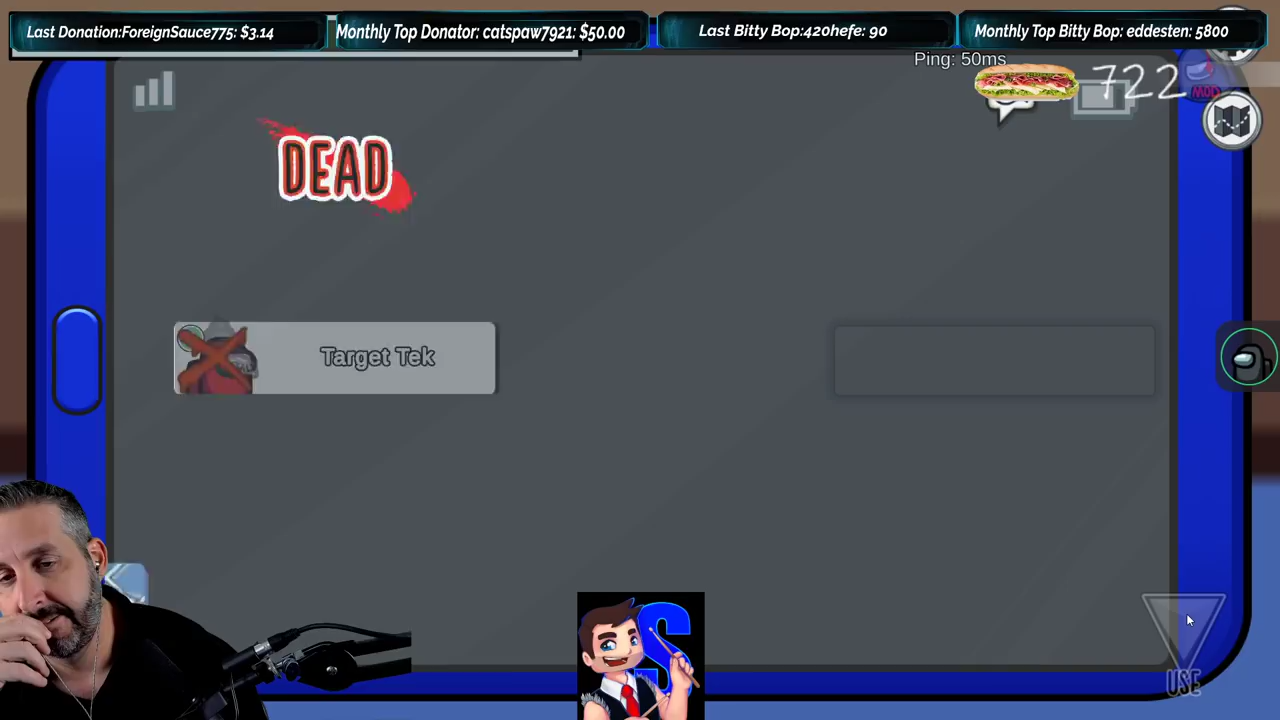 Last Donation:ForeignSauce775: $3.14
Monthly Top Donator: catspaw7921: $50.00
Last Bitty Bop:420hefe: 90
Monthly Top Bitty Bop: eddesten: 5800
Ping: 50ms
722
MOD
DEAD
Target Tek
S
USE